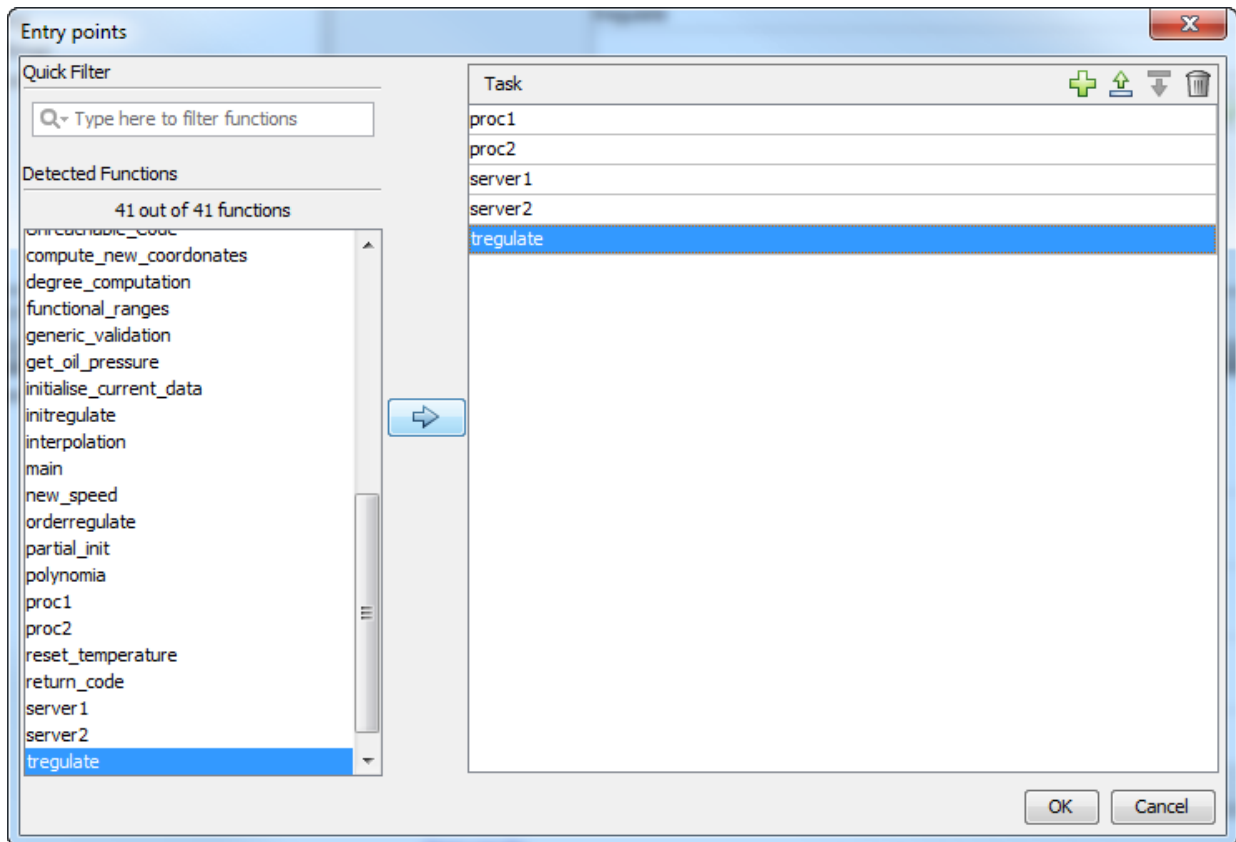 Entry points
Quick Filter
Type here to filter functions
Detected Functions
41 out of 41 functions
compute_new_coordonates
degree_computation
functional_ranges
generic_validation
get_oil_pressure
initialise_current_data
initregulate
interpolation
main
new_speed
orderregulate
partial_init
polynomia
proc1
proc2
reset_temperature
return_code
server1
server2
tregulate
Task
proc1
proc2
server1
server2
tregulate
OK
Cancel